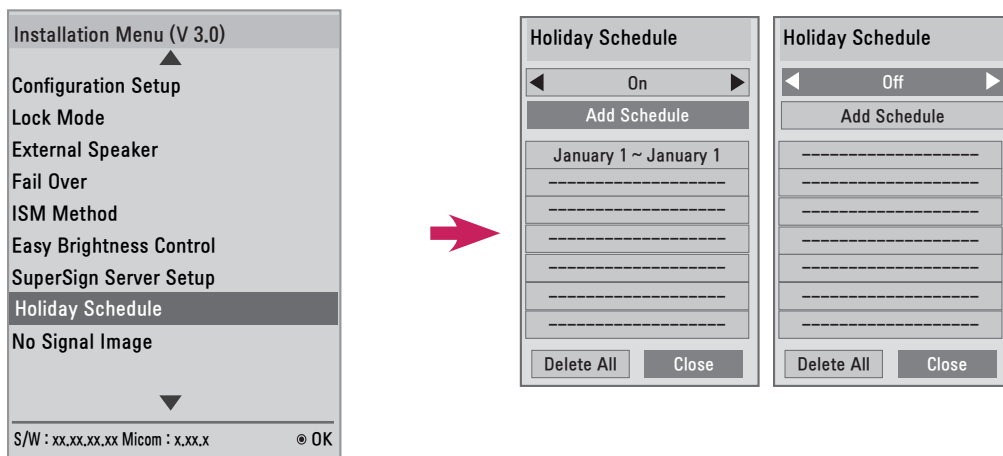 Installation Menu (V 3.0)
Configuration Setup
Lock Mode
External Speaker
Fail Over
ISM Method
Easy Brightness Control
SuperSign Server Setup
Holiday Schedule
No Signal Image
S/W : xx.xx.xx.xx Micom : x.xx.x ◉ OK
Holiday Schedule
◀ On ▶
Add Schedule
January 1 ~ January 1
-------------------
-------------------
-------------------
-------------------
-------------------
-------------------
Delete All Close
Holiday Schedule
◀ Off ▶
Add Schedule
-------------------
-------------------
-------------------
-------------------
-------------------
-------------------
-------------------
Delete All Close